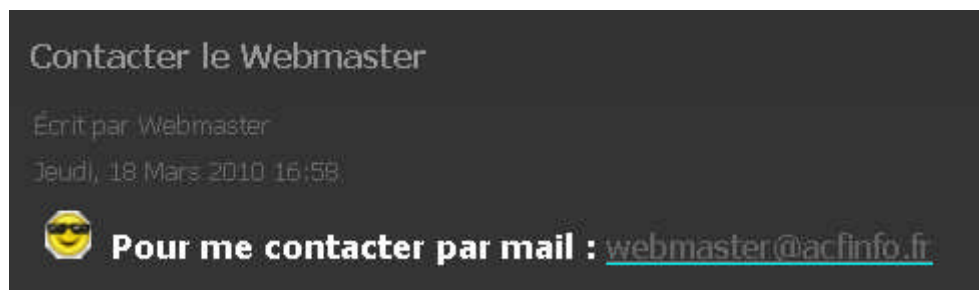 Contacter le Webmaster
Écrit par Webmaster
Jeudi, 18 Mars 2010 16:58
Pour me contacter par mail : webmaster@acfinfo.fr